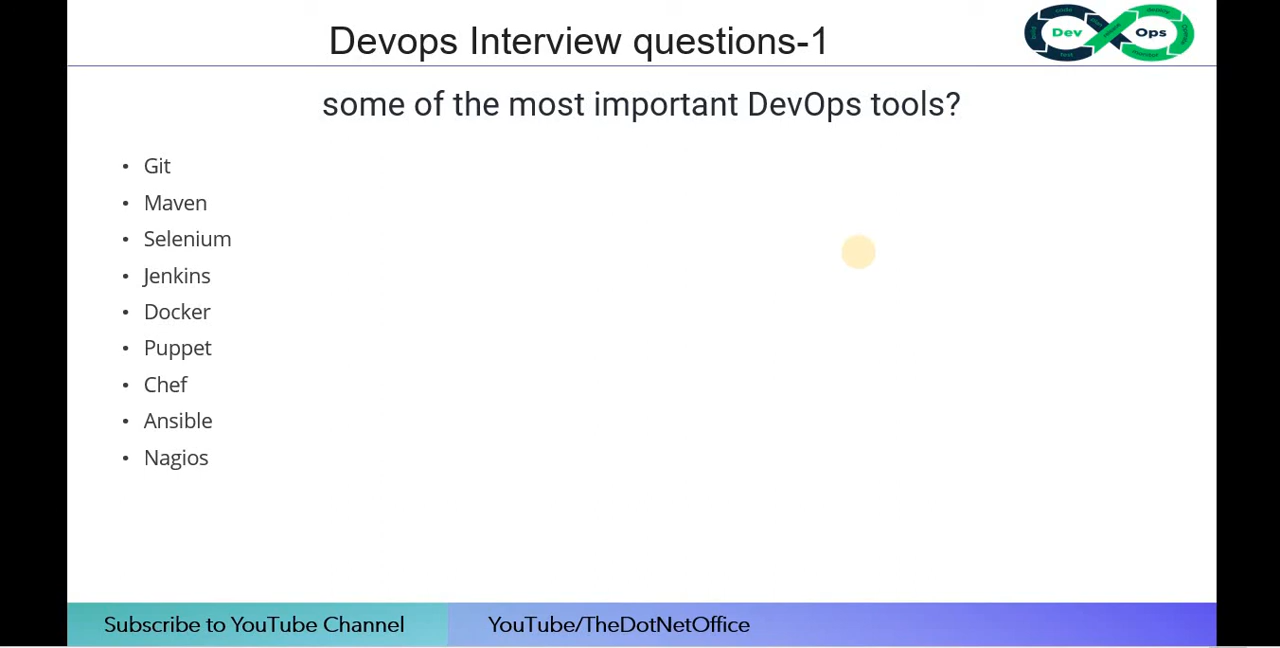 Devops Interview questions-1
Dev Ops
some of the most important DevOps tools?
• Git
• Maven
• Selenium
• Jenkins
• Docker
• Puppet
• Chef
• Ansible
• Nagios
Subscribe to YouTube Channel
YouTube/TheDotNetOffice